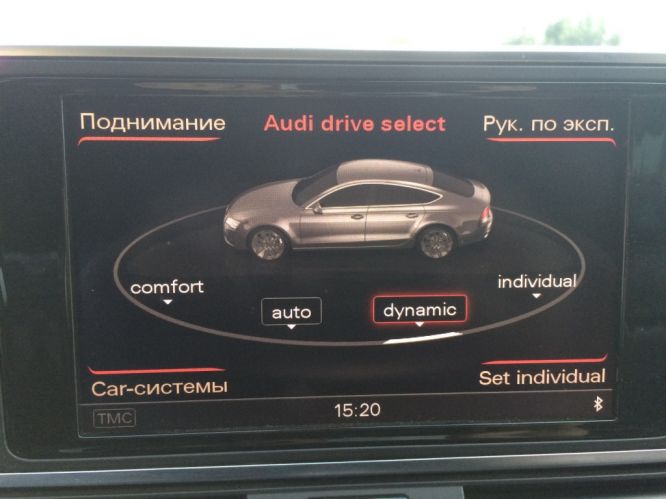 Поднимание
Audi drive select
Рук. по эксп.
comfort
auto
dynamic
individual
Car-системы
Set individual
TMC
15:20